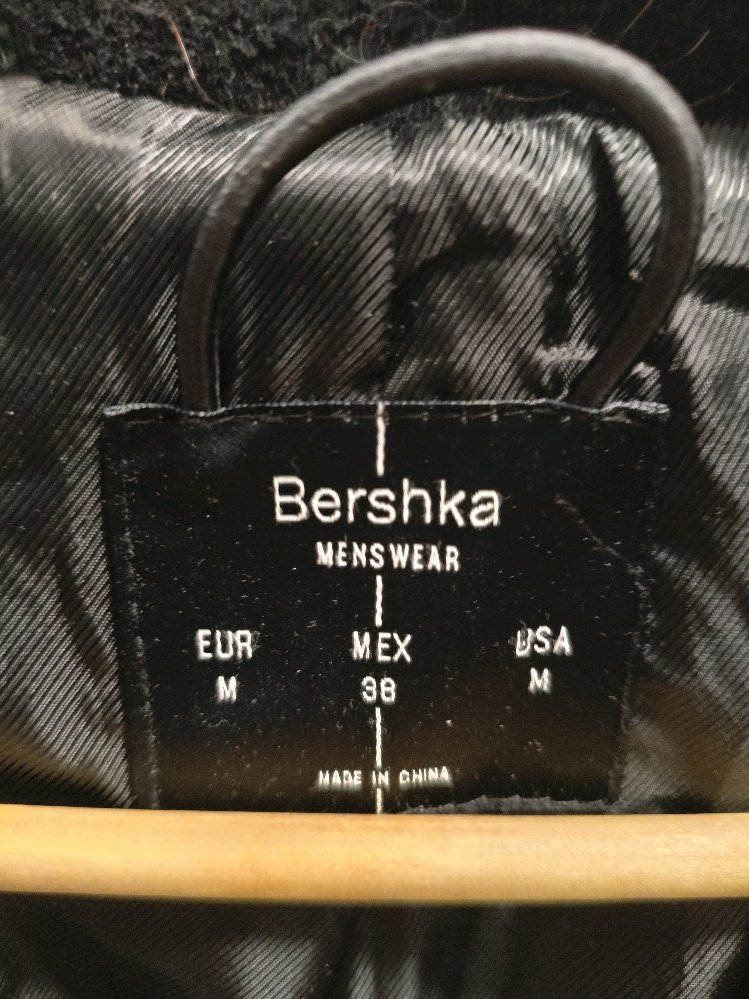 Bershka
MENSWEAR
EUR MEX USA
M 38 M
MADE IN CHINA